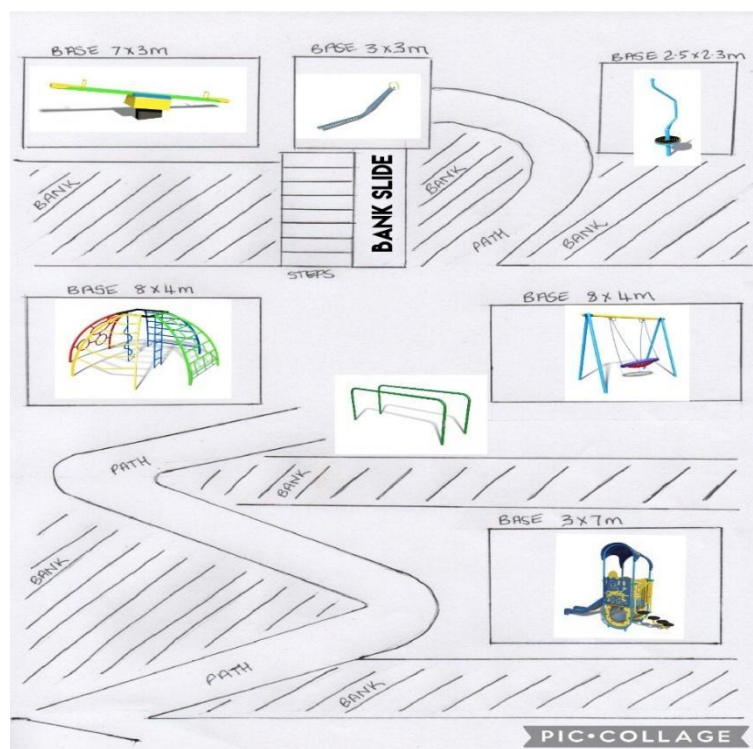 BASE 7x3m
BASE 3x3m
BASE 2.5x2.3m
BANK
BANK SLIDE
BANK
PATH
BANK
STEPS
BASE 8x4m
BASE 8x4m
PATH
BANK
BASE 3x7m
BANK
PATH
BANK
PIC•COLLAGE